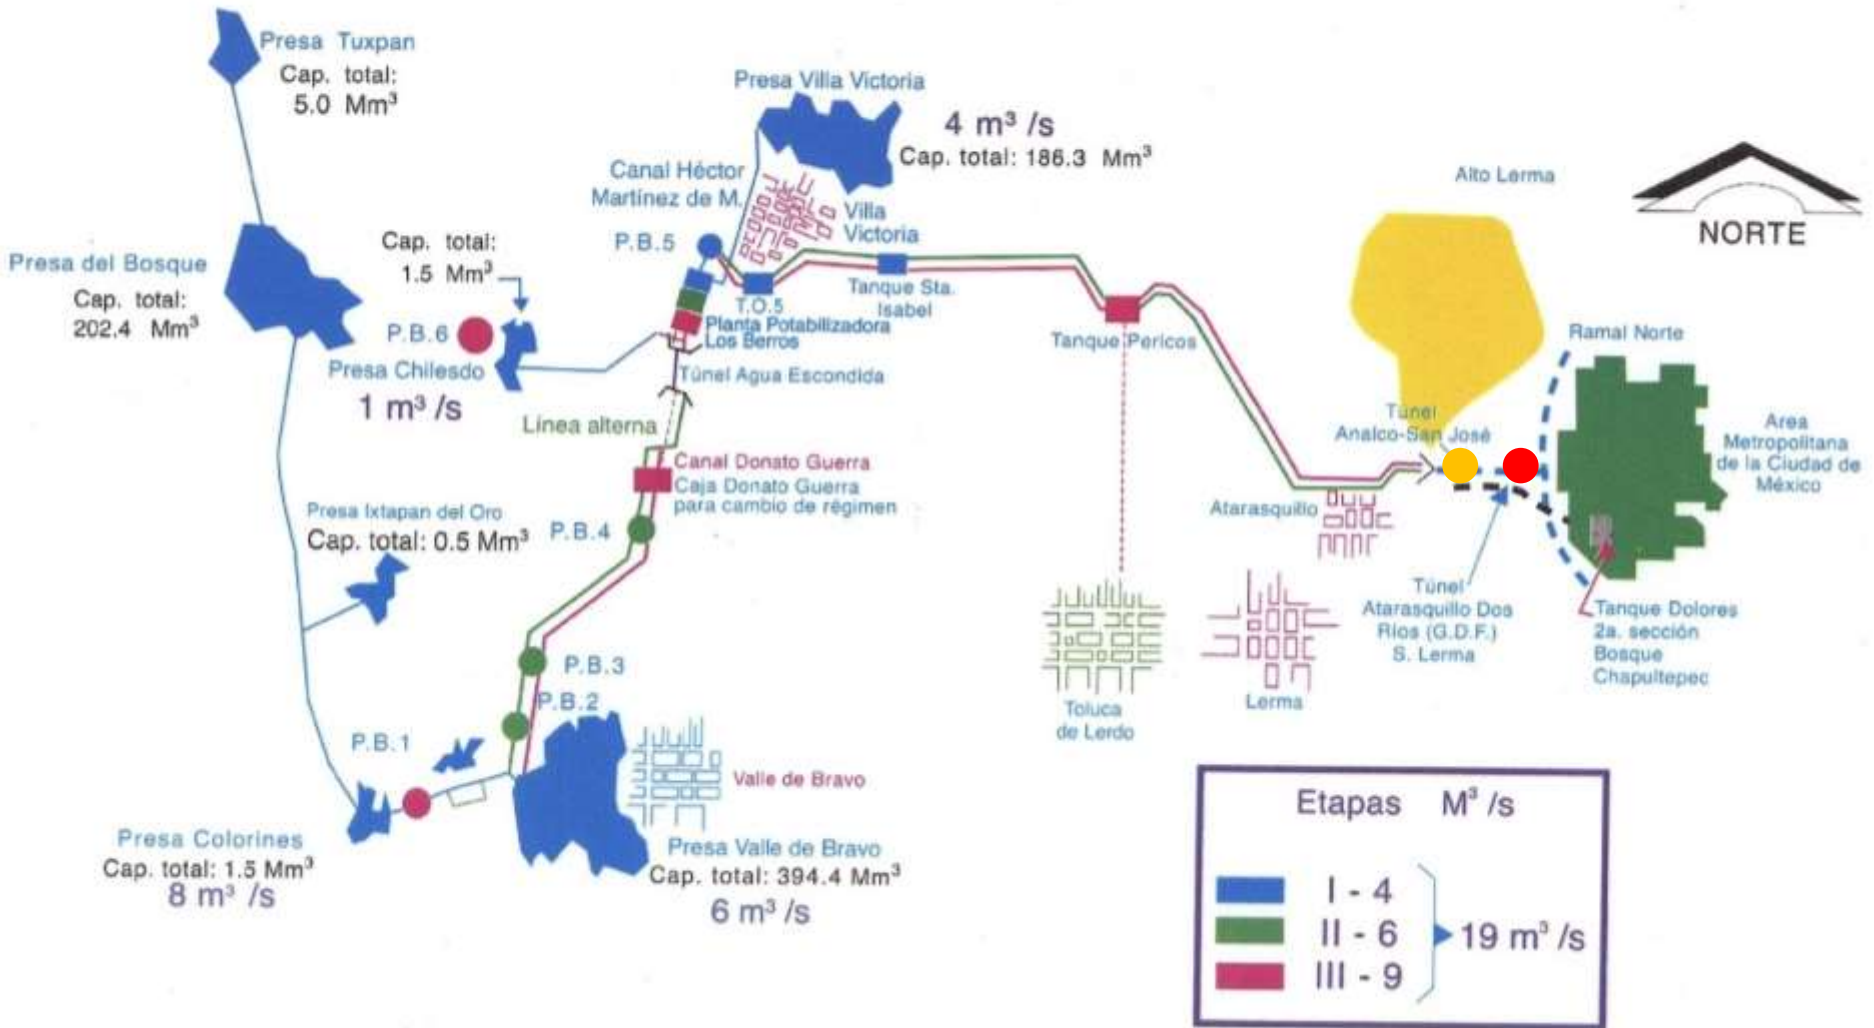 Presa Tuxpan
Cap. total:
5.0 Mm³
Presa Villa Victoria
4 m³ /s
Cap. total: 186.3 Mm³
Canal Héctor
Martínez de M.
Villa
Victoria
Alto Lerma
NORTE
Presa del Bosque
Cap. total:
202.4 Mm³
Cap. total:
1.5 Mm³
P.B.6
Presa Chilesdo
1 m³ /s
P.B.5
T.O.5
Planta Potabilizadora
Los Berros
Túnel Agua Escondida
Tanque Sta.
Isabel
Tanque Pericos
Ramal Norte
Túnel
Analco-San José
Area
Metropolitana
de la Ciudad de
México
Línea alterna
Canal Donato Guerra
Caja Donato Guerra
para cambio de régimen
Presa Ixtapan del Oro
Cap. total: 0.5 Mm³
P.B.4
Atarasquillo
P.B.3
P.B.2
P.B.1
Túnel
Atarasquillo Dos
Ríos (G.D.F.)
S. Lerma
Tanque Dolores
2a. sección
Bosque
Chapultepec
Toluca
de Lerdo
Lerma
Valle de Bravo
Presa Colorines
Cap. total: 1.5 Mm³
8 m³ /s
Presa Valle de Bravo
Cap. total: 394.4 Mm³
6 m³ /s
Etapas M³ /s
I - 4
II - 6
III - 9
19 m³ /s